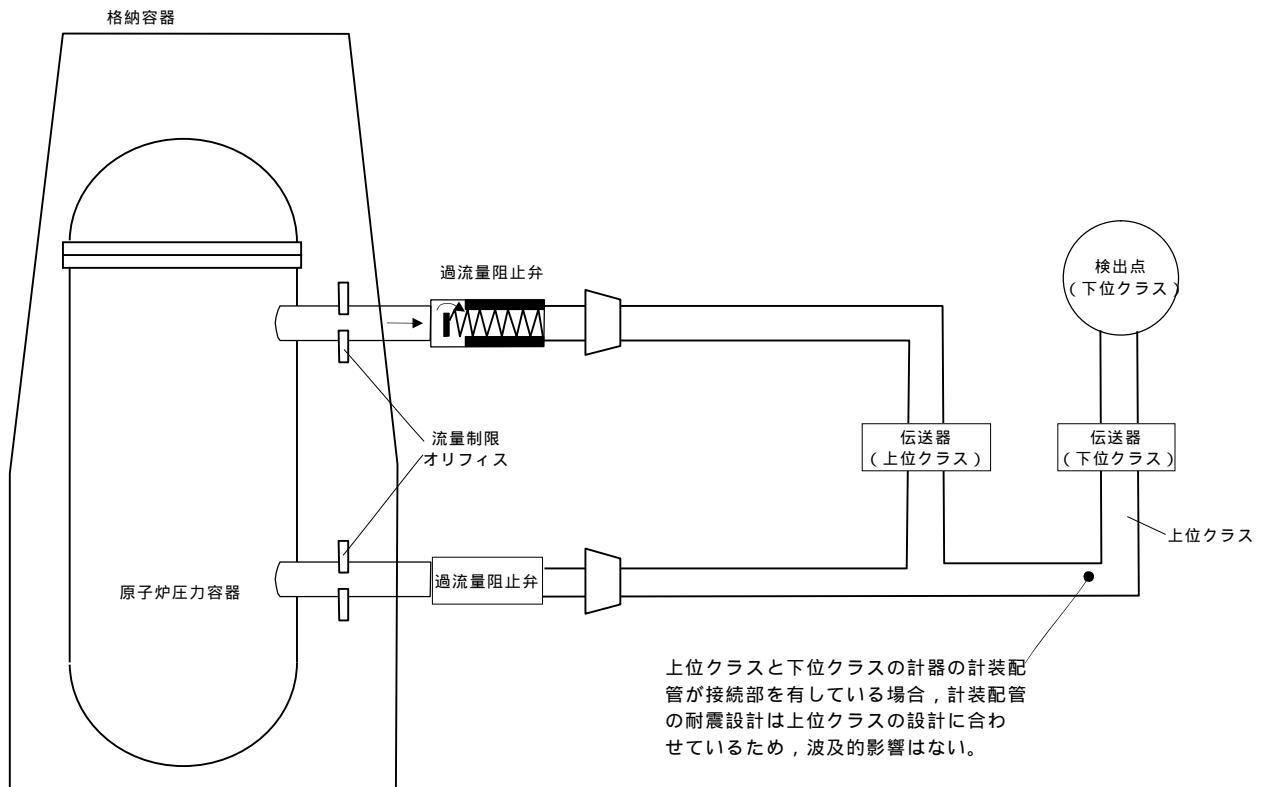 格納容器
過流量阻止弁
検出点
(下位クラス)
流量制限
オリフィス
伝送器
(上位クラス)
伝送器
(下位クラス)
上位クラス
原子炉圧力容器
過流量阻止弁
上位クラスと下位クラスの計器の計装配
管が接続部を有している場合，計装配管
の耐震設計は上位クラスの設計に合わ
せているため，波及的影響はない。